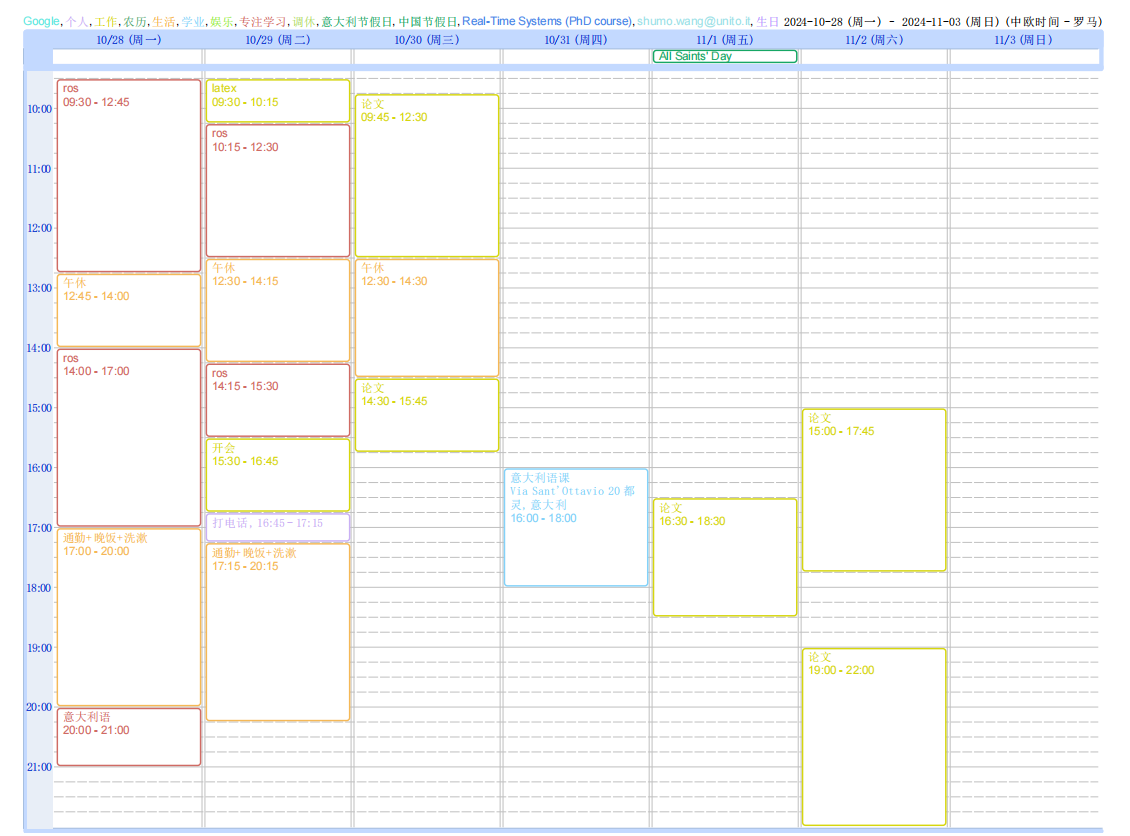 Google, 个人, 工作, 农历, 生活, 学业, 娱乐, 专注学习, 调休, 意大利节假日, 中国节假日, Real-Time Systems (PhD course), shumo.wang@unito.it, 生日 2024-10-28 (周一) - 2024-11-03 (周日) (中欧时间 - 罗马)
10/28 (周一) 10/29 (周二) 10/30 (周三) 10/31 (周四) 11/1 (周五) 11/2 (周六) 11/3 (周日)
All Saints' Day
10:00
11:00
12:00
13:00
14:00
15:00
16:00
17:00
18:00
19:00
20:00
21:00
ros
09:30 - 12:45
午休
12:45 - 14:00
ros
14:00 - 17:00
通勤+晚饭+洗漱
17:00 - 20:00
意大利语
20:00 - 21:00
latex
09:30 - 10:15
ros
10:15 - 12:30
午休
12:30 - 14:15
ros
14:15 - 15:30
开会
15:30 - 16:45
打电话, 16:45 - 17:15
通勤+晚饭+洗漱
17:15 - 20:15
论文
09:45 - 12:30
午休
12:30 - 14:30
论文
14:30 - 15:45
意大利语课
Via Sant'Ottavio 20 都
灵, 意大利
16:00 - 18:00
论文
16:30 - 18:30
论文
15:00 - 17:45
论文
19:00 - 22:00